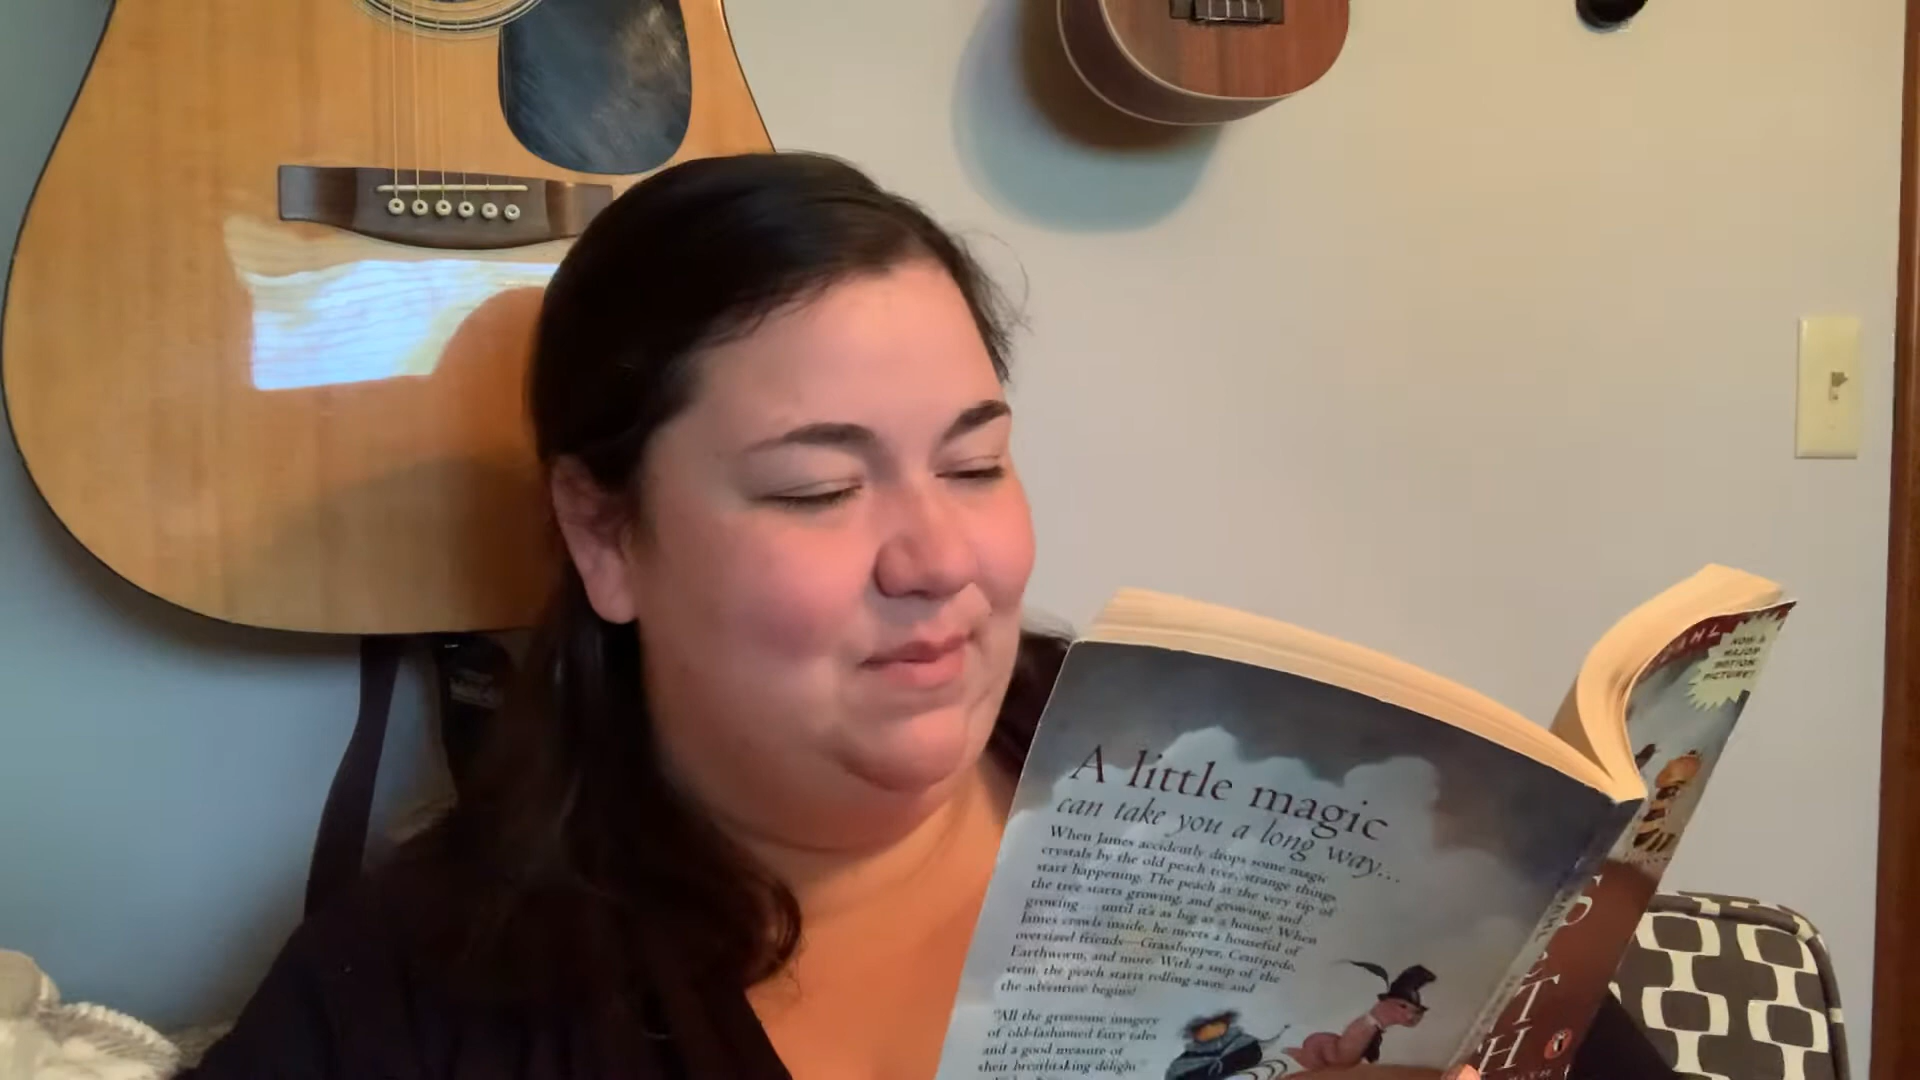 A little magic
can take you a long way...
When James accidently drops some magic
crystals by the old peach tree, strange things
start happening. The peach at the very tip of
the tree starts growing, and growing, and
growing...until it's as big as a house! When
James crawls inside, he meets a houseful of
oversized friends—Grasshopper, Centipede,
Earthworm, and more. With a snip of the
stem, the peach starts rolling away, and
the adventure begins!
"All the gruesome imagery
of old-fashioned fairy tales
and a good measure of
their breathtaking delight."
AHL
NOW A
MAJOR
MOTION
PICTURE!